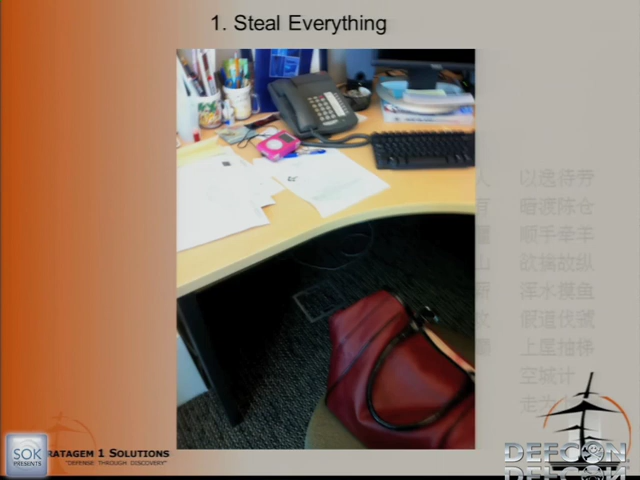 1. Steal Everything
以逸待劳
暗渡陈仓
顺手牵羊
欲擒故纵
浑水摸鱼
假道伐虢
上屋抽梯
空城计
RATAGEM 1 SOLUTIONS
"DEFENSE THROUGH DISCOVERY"
SOK
PRESENTS
DEFCON